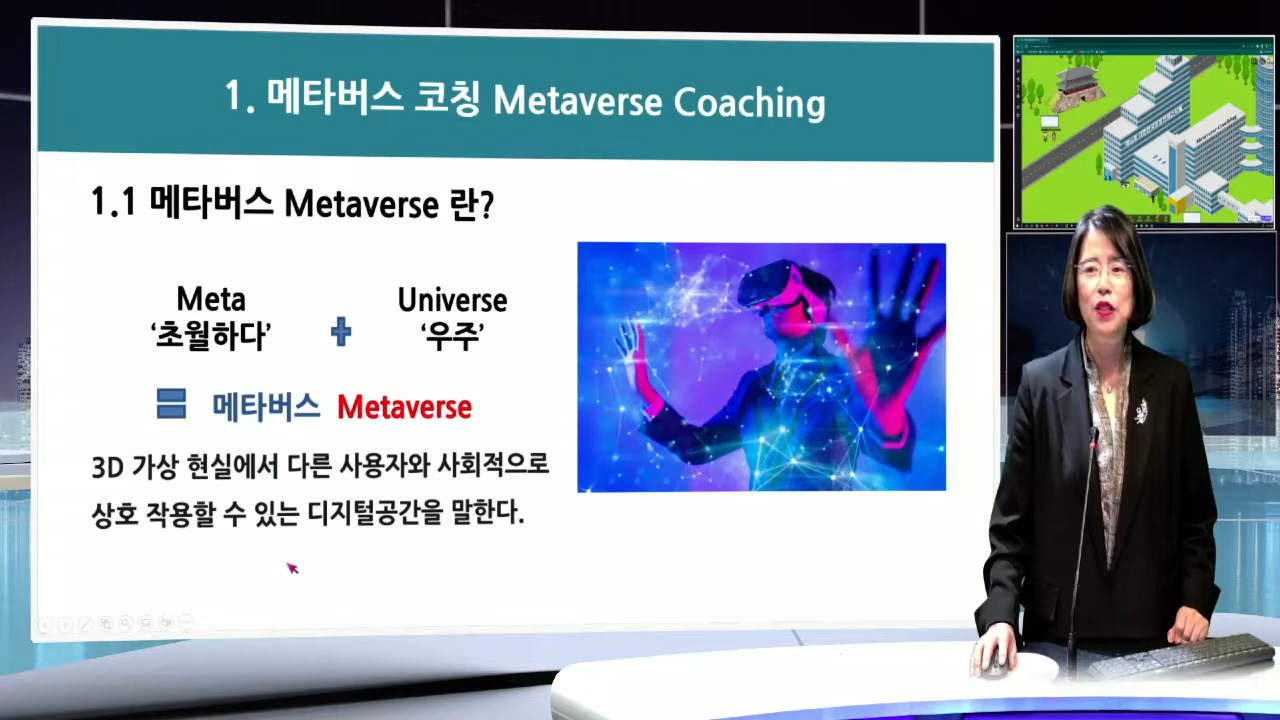 1. 메타버스 코칭 Metaverse Coaching
1.1 메타버스 Metaverse 란?
Meta
‘초월하다’
+
Universe
‘우주’
= 메타버스 Metaverse
3D 가상 현실에서 다른 사용자와 사회적으로
상호 작용할 수 있는 디지털공간을 말한다.
Metaverse Coaching